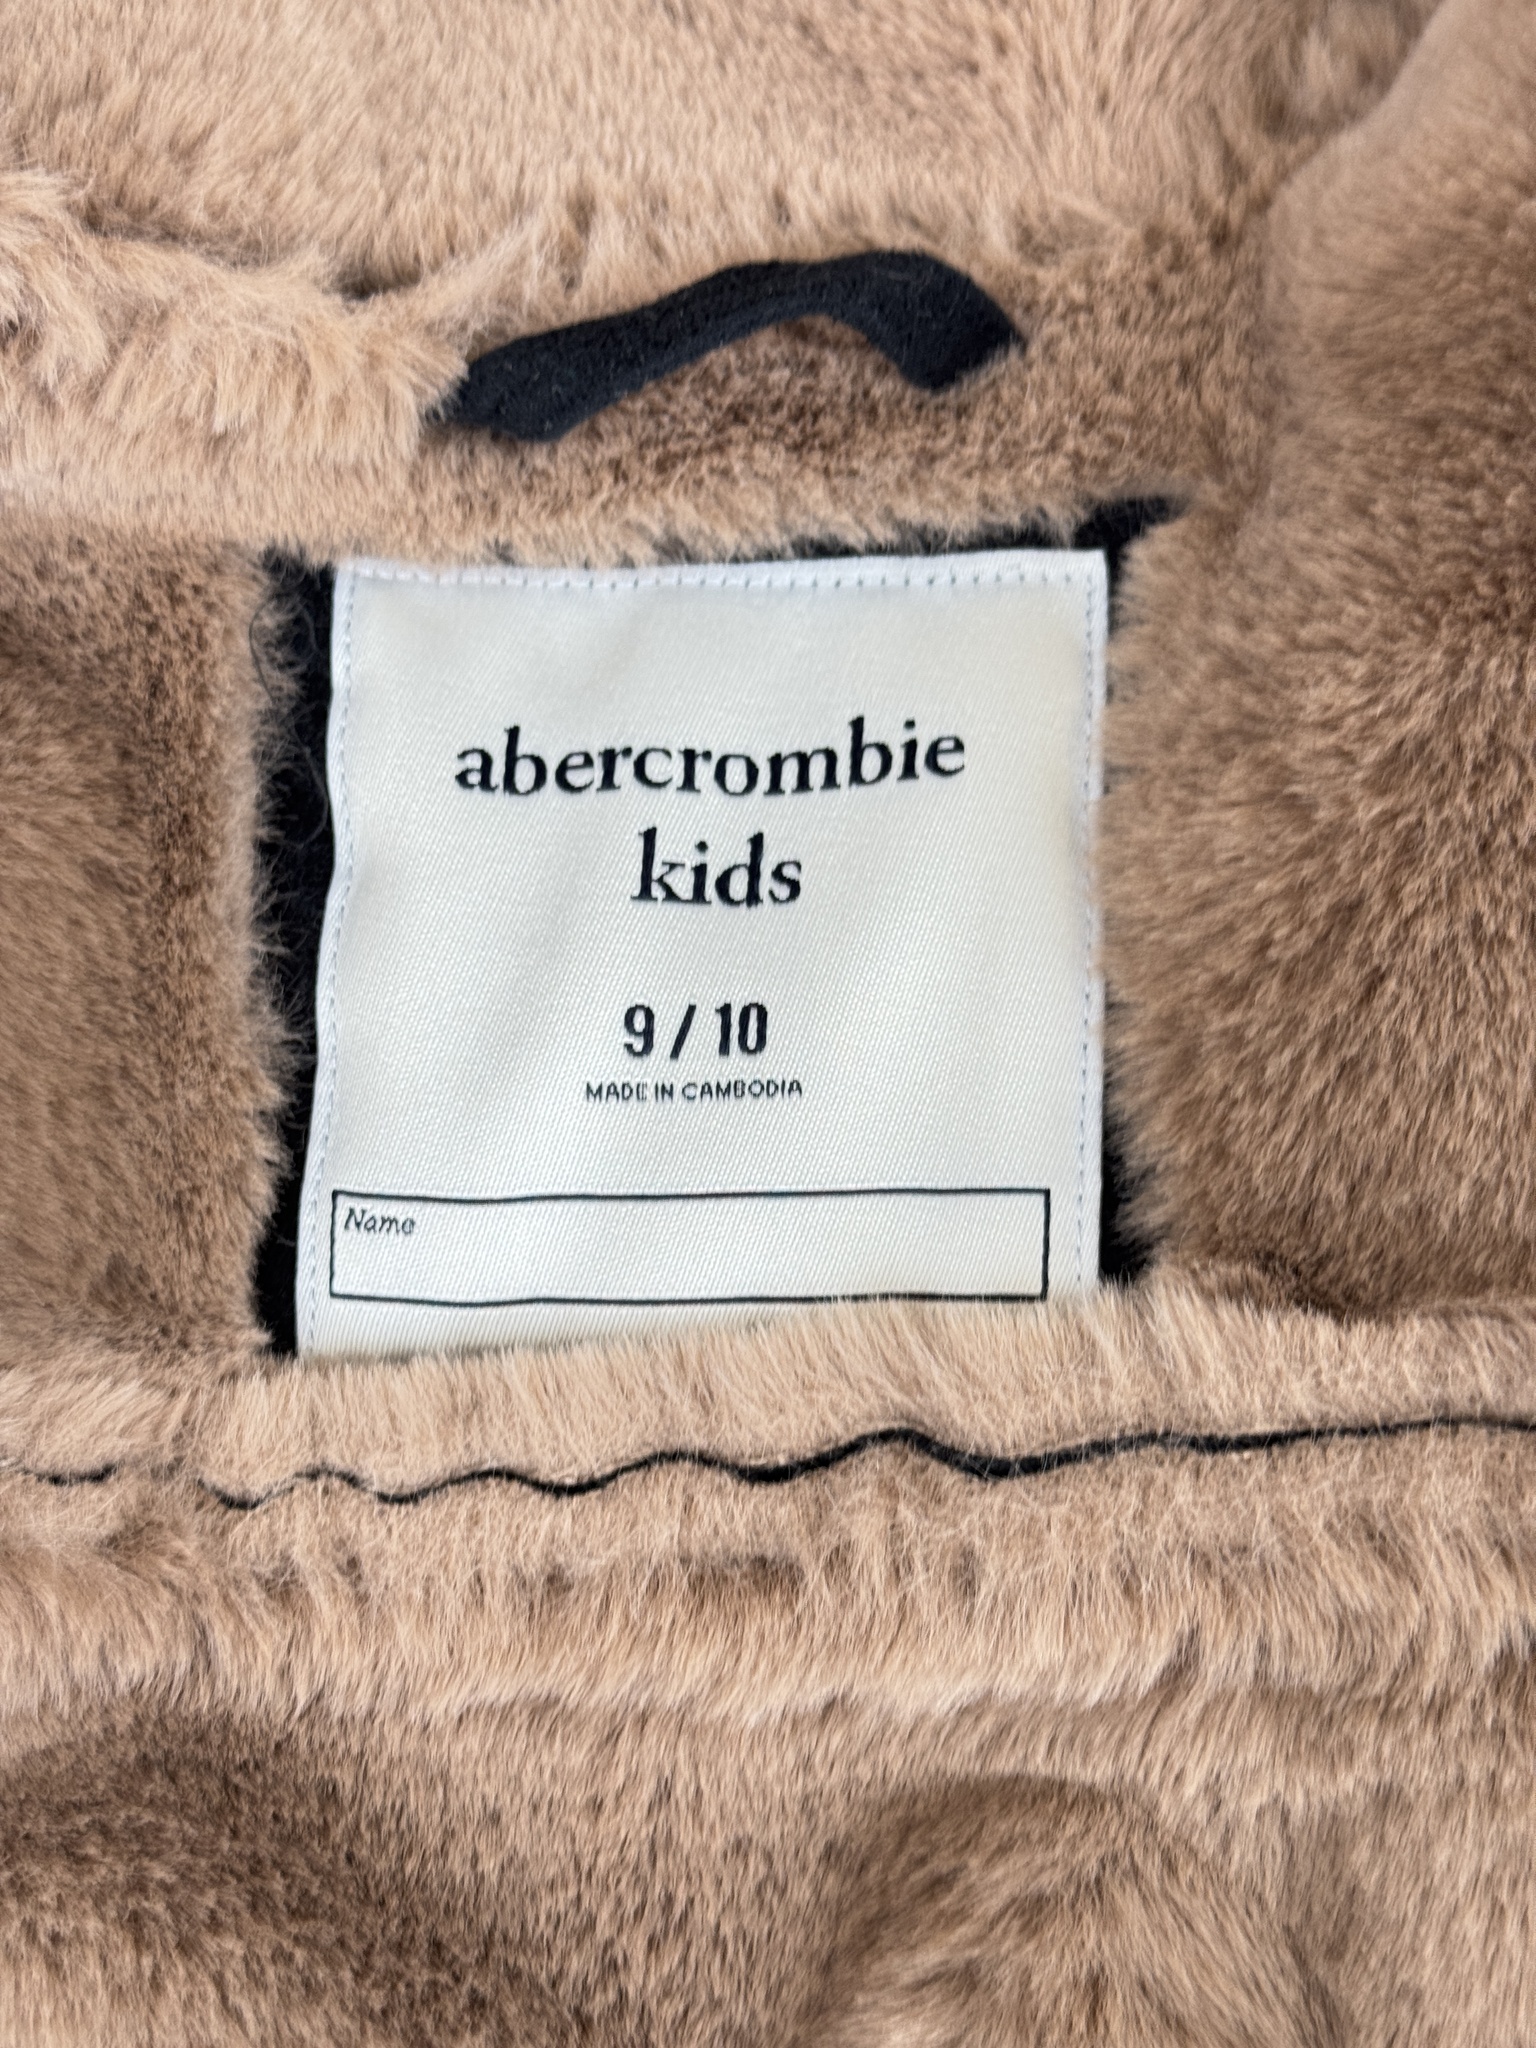 abercrombie
kids
9 / 10
MADE IN CAMBODIA
Name